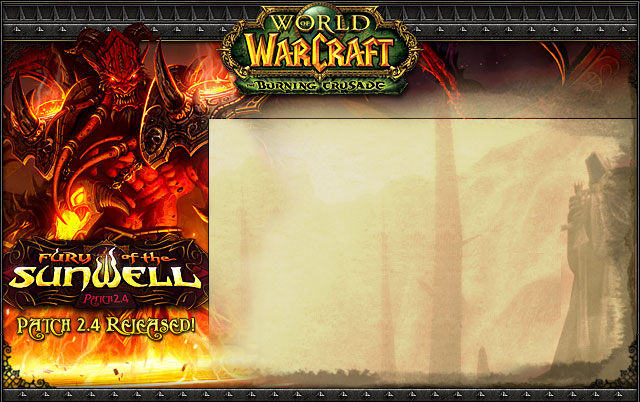 WORLD
OF
WARCRAFT
THE BURNING CRUSADE
FURY of the
SUNWELL
PATCH 2.4
PATCH 2.4 RELEASED!